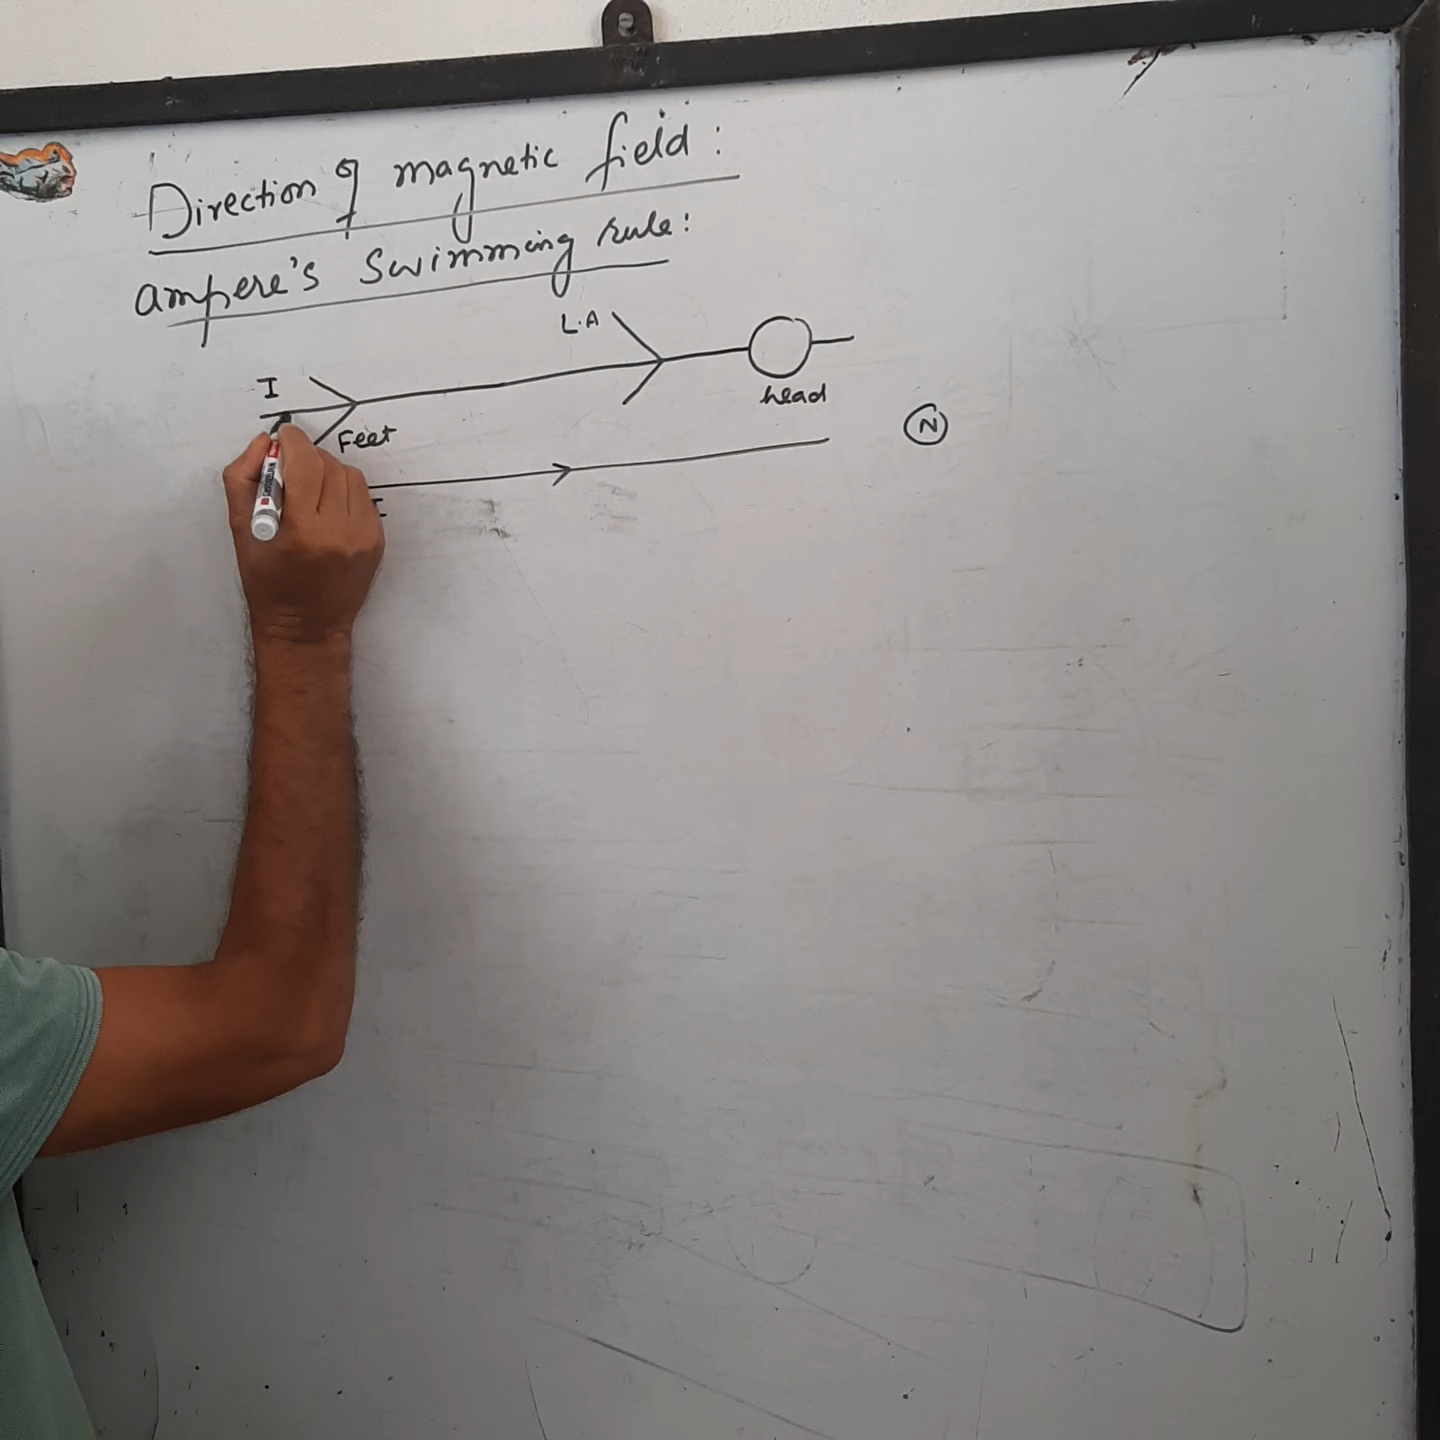 Direction of magnetic field:
ampere's swimming rule:
L.A
I
head
Feet
N
I